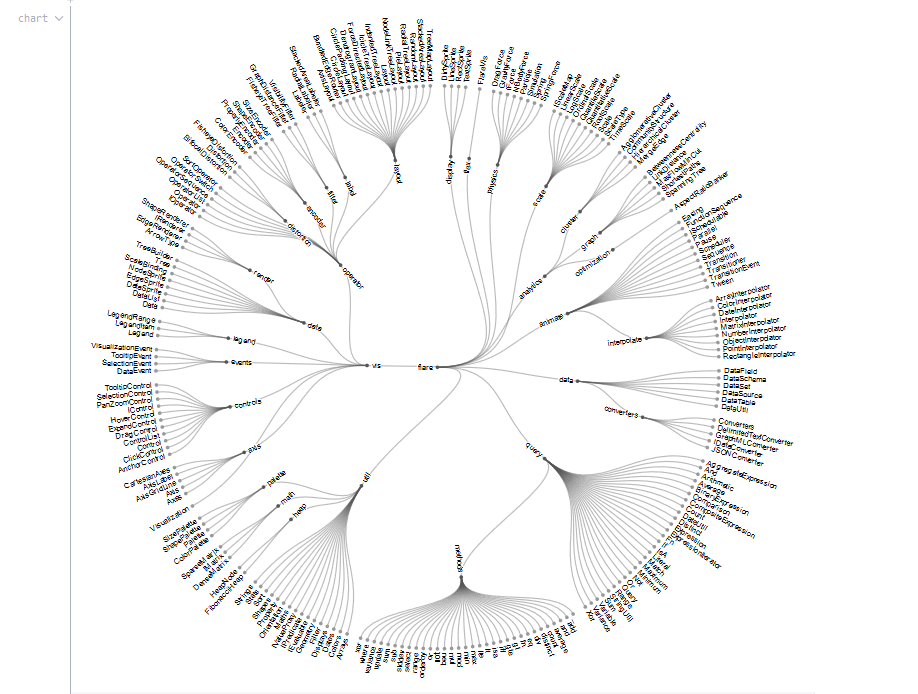 chart
flare
analytics
cluster
AgglomerativeCluster
CommunityStructure
HierarchicalCluster
MergeEdge
graph
BetweennessCentrality
LinkDistance
MaxFlowMinCut
ShortestPaths
SpanningTree
optimization
AspectRatioBanker
animate
Easing
FunctionSequence
ISchedulable
Parallel
Pause
Scheduler
Sequence
Transition
Transitioner
TransitionEvent
Tween
interpolate
ArrayInterpolator
ColorInterpolator
DateInterpolator
Interpolator
MatrixInterpolator
NumberInterpolator
ObjectInterpolator
PointInterpolator
RectangleInterpolator
data
DataField
DataSchema
DataSet
DataSource
DataTable
DataUtil
converters
Converters
DelimitedTextConverter
GraphMLConverter
IDataConverter
JSONConverter
query
AggregateExpression
And
Arithmetic
Average
BinaryExpression
Comparison
CompositeExpression
Count
DateUtil
Distinct
Expression
ExpressionIterator
Fn
If
IsA
Literal
Match
Maximum
Minimum
Not
Or
Query
Range
StringUtil
Sum
Variable
Variance
Xor
methods
add
and
average
count
distinct
div
eq
fn
gt
gte
iff
isa
lt
lte
max
min
mod
mul
neq
not
or
orderby
range
select
stddev
sub
sum
update
variance
where
xor
util
Arrays
Colors
Dates
Displays
Filter
Geometry
IEvaluable
IPredicate
IValueProxy
Maths
Orientation
Property
Shapes
Sort
Stats
Strings
heap
FibonacciHeap
HeapNode
math
DenseMatrix
IMatrix
SparseMatrix
palette
ColorPalette
Palette
ShapePalette
SizePalette
vis
Visualization
axis
Axes
Axis
AxisGridLine
AxisLabel
CartesianAxes
controls
AnchorControl
ClickControl
Control
ControlList
DragControl
ExpandControl
HoverControl
IControl
PanZoomControl
SelectionControl
TooltipControl
events
DataEvent
SelectionEvent
TooltipEvent
VisualizationEvent
legend
Legend
LegendItem
LegendRange
data
Data
DataList
DataSprite
EdgeSprite
NodeSprite
ScaleBinding
Tree
TreeBuilder
render
ArrowType
EdgeRenderer
IRenderer
ShapeRenderer
operator
IOperator
Operator
OperatorList
OperatorSequence
OperatorSwitch
SortOperator
distortion
BifocalDistortion
Distortion
FisheyeDistortion
encoder
ColorEncoder
Encoder
PropertyEncoder
ShapeEncoder
SizeEncoder
filter
FisheyeTreeFilter
GraphDistanceFilter
VisibilityFilter
label
Labeler
RadialLabeler
StackedAreaLabeler
layout
AxisLayout
BundledEdgeRouter
CircleLayout
CirclePackingLayout
DendrogramLayout
ForceDirectedLayout
IcicleTreeLayout
IndentedTreeLayout
Layout
NodeLinkTreeLayout
PieLayout
RadialTreeLayout
RandomLayout
StackedAreaLayout
TreeMapLayout
display
DirtySprite
LineSprite
RectSprite
TextSprite
flex
FlareVis
physics
DragForce
GravityForce
IForce
NBodyForce
Particle
Simulation
Spring
SpringForce
scale
IScaleMap
LinearScale
LogScale
OrdinalScale
QuantileScale
QuantitativeScale
RootScale
Scale
ScaleType
TimeScale